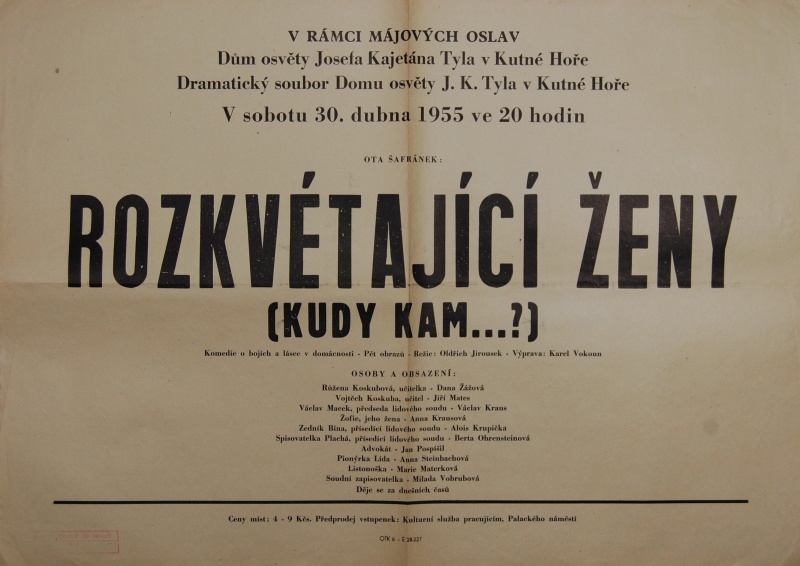 V RÁMCI MÁJOVÝCH OSLAV
Dům osvěty Josefa Kajetána Tyla v Kutné Hoře
Dramatický soubor Domu osvěty J. K. Tyla v Kutné Hoře
V sobotu 30. dubna 1955 ve 20 hodin
OTA ŠAFRÁNEK:
ROZKVÉTAJÍCÍ ŽENY
(KUDY KAM...?)
Komedie o bojích a lásce v domácnosti - Pět obrazů - Režie: Oldřich Jirousek - Výprava: Karel Vokoun
OSOBY A OBSAZENÍ:
Růžena Koskubová, učitelka - Dana Žážová
Vojtěch Koskuba, učitel - Jiří Mates
Václav Macek, předseda lidového soudu - Václav Kraus
Žofie, jeho žena - Anna Krausová
Zedník Bína, přísedící lidového soudu - Alois Krupička
Spisovatelka Plachá, přísedící lidového soudu - Berta Ohrensteinová
Advokát - Jan Pospíšil
Pionýrka Lída - Anna Steinbachová
Listonoška - Marie Materková
Soudní zapisovatelka - Milada Vobrubová
Děje se za dnešních časů
Ceny míst: 4 - 9 Kčs. Předprodej vstupenek: Kulturní služba pracujícím, Palackého náměstí